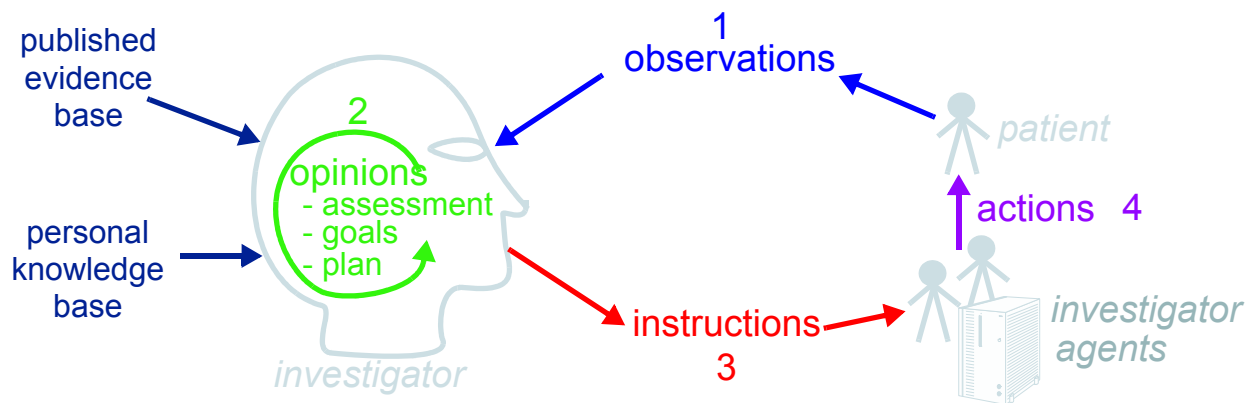 published
evidence
base
personal
knowledge
base
1
observations
2
opinions
- assessment
- goals
- plan
investigator
instructions
3
patient
actions 4
investigator
agents